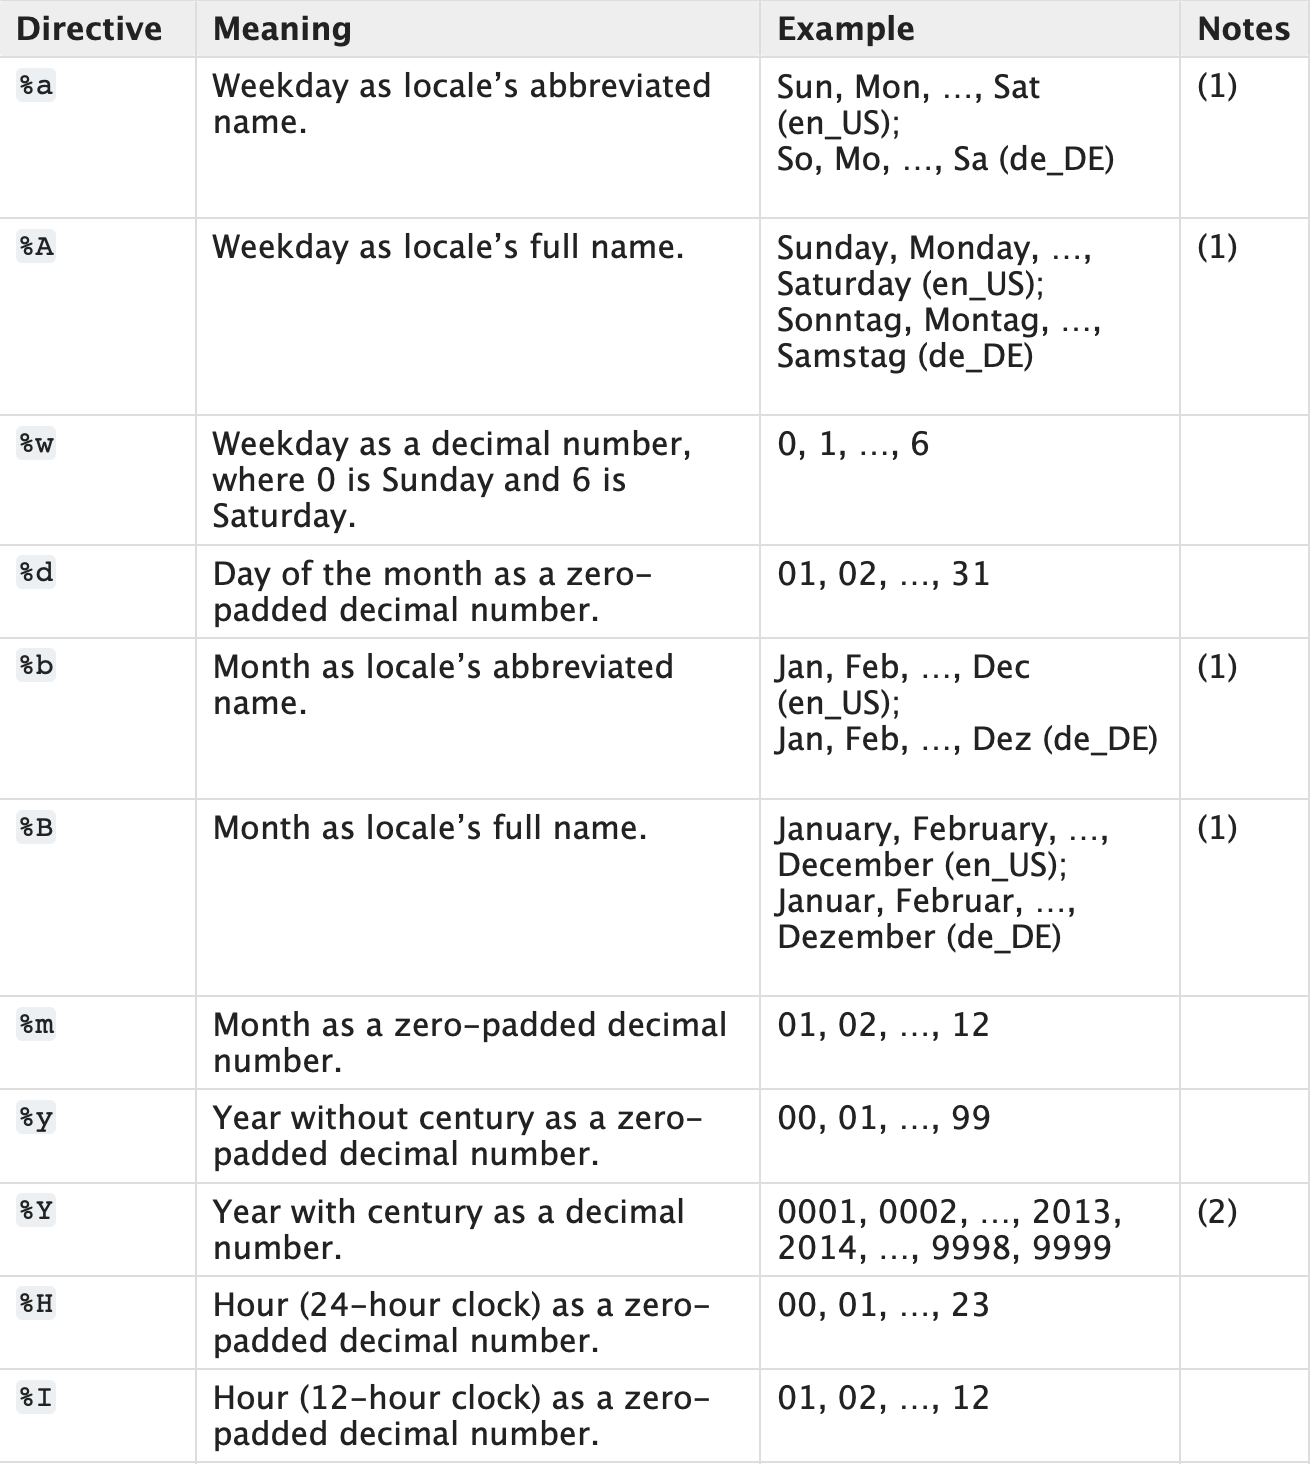 Directive Meaning Example Notes
%a Weekday as locale’s abbreviated Sun, Mon, …, Sat (1)
name. (en_US);
So, Mo, …, Sa (de_DE)
%A Weekday as locale’s full name. Sunday, Monday, …, (1)
Saturday (en_US);
Sonntag, Montag, …,
Samstag (de_DE)
%w Weekday as a decimal number, 0, 1, …, 6
where 0 is Sunday and 6 is
Saturday.
%d Day of the month as a zero- 01, 02, …, 31
padded decimal number.
%b Month as locale’s abbreviated Jan, Feb, …, Dec (1)
name. (en_US);
Jan, Feb, …, Dez (de_DE)
%B Month as locale’s full name. January, February, …, (1)
December (en_US);
Januar, Februar, …,
Dezember (de_DE)
%m Month as a zero-padded decimal 01, 02, …, 12
number.
%y Year without century as a zero- 00, 01, …, 99
padded decimal number.
%Y Year with century as a decimal 0001, 0002, …, 2013, (2)
number. 2014, …, 9998, 9999
%H Hour (24-hour clock) as a zero- 00, 01, …, 23
padded decimal number.
%I Hour (12-hour clock) as a zero- 01, 02, …, 12
padded decimal number.